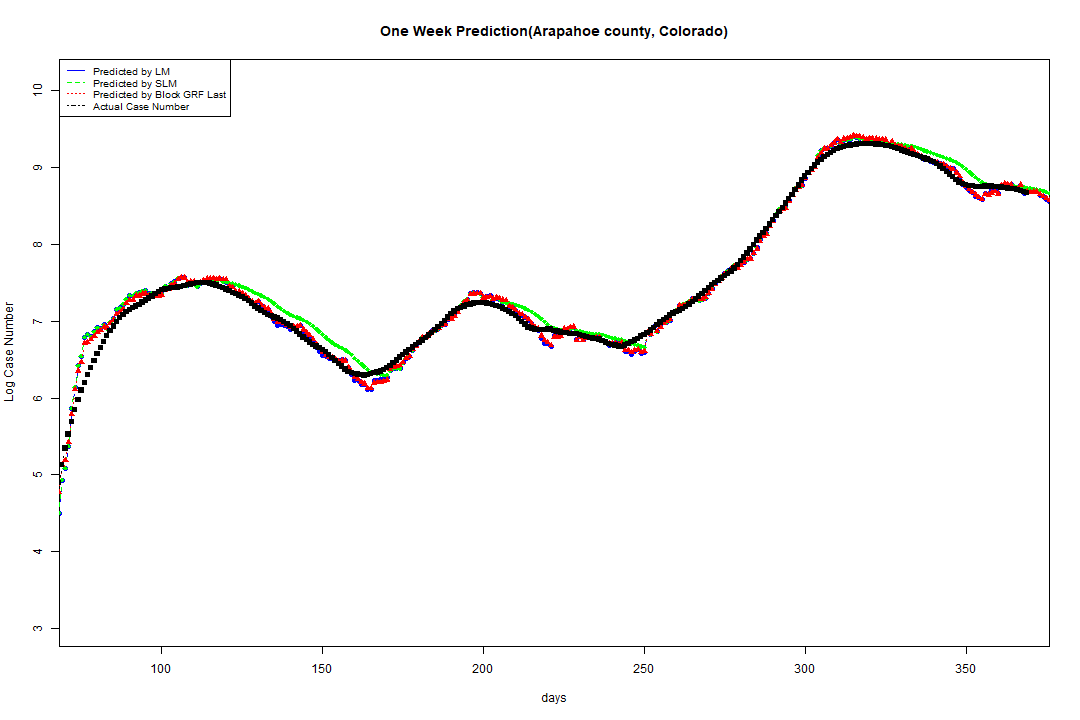 One Week Prediction(Arapahoe county, Colorado)
Predicted by LM
Predicted by SLM
Predicted by Block GRF Last
Actual Case Number
10
9
8
7
6
5
4
3
Log Case Number
100 150 200 250 300 350
days